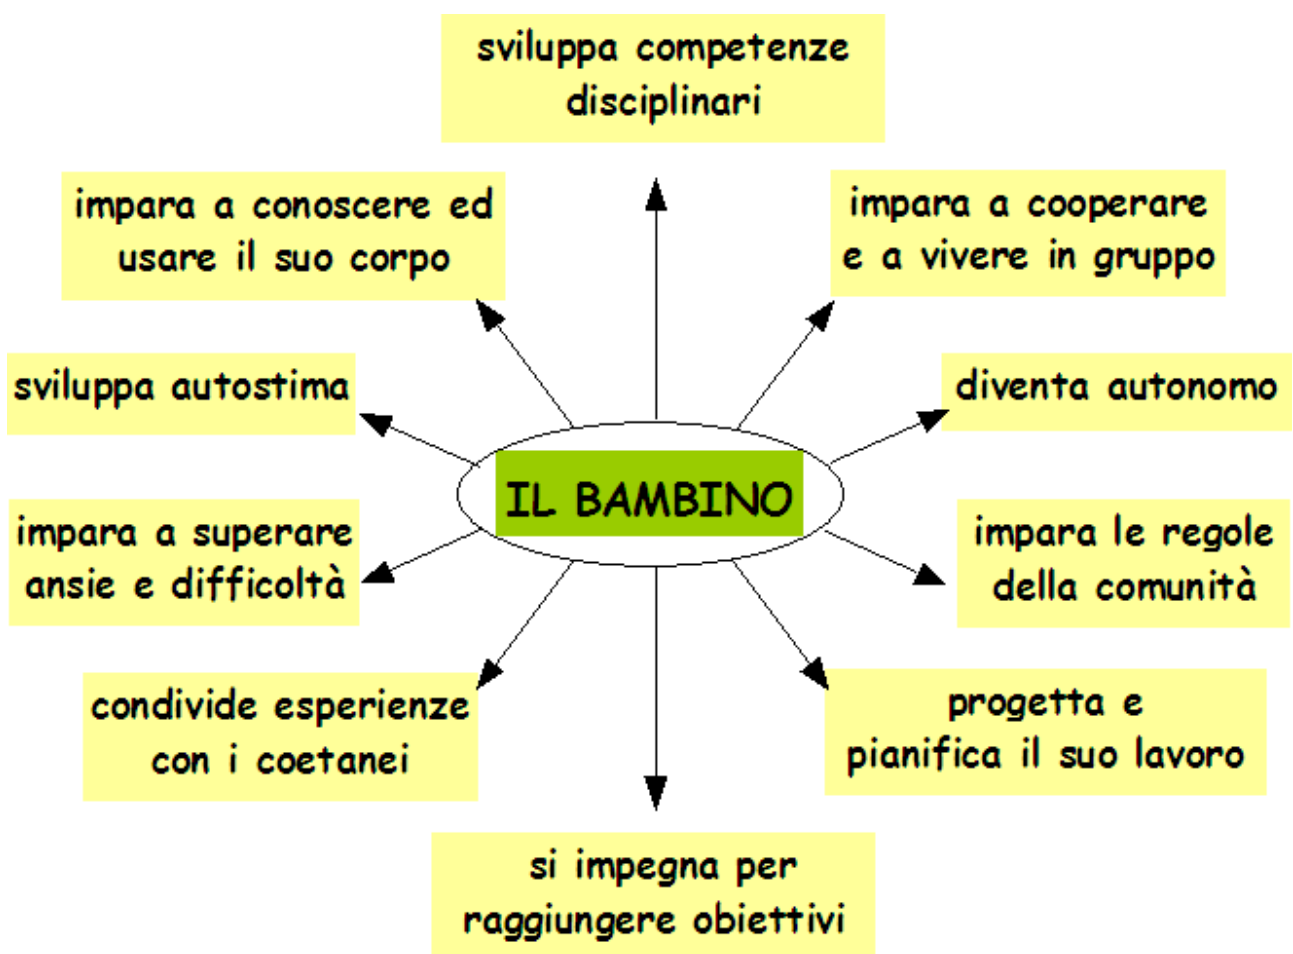 sviluppa competenze
disciplinari
impara a conoscere ed
usare il suo corpo
impara a cooperare
e a vivere in gruppo
sviluppa autostima
diventa autonomo
IL BAMBINO
impara a superare
ansie e difficoltà
impara le regole
della comunità
condivide esperienze
con i coetanei
progetta e
pianifica il suo lavoro
si impegna per
raggiungere obiettivi